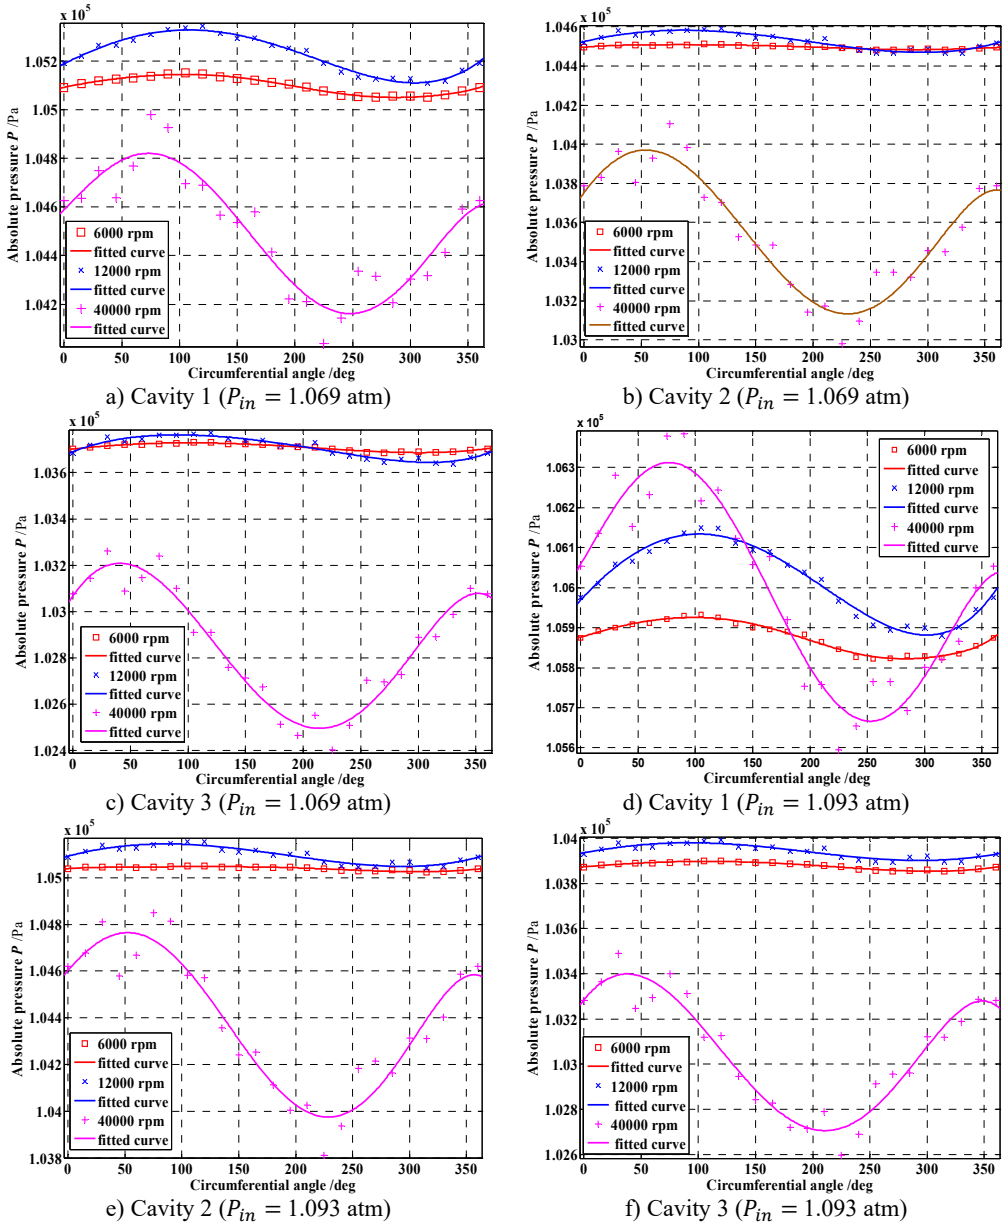 x 10^5
Absolute pressure P /Pa
1.052
1.05
1.048
1.046
1.044
1.042
6000 rpm
fitted curve
12000 rpm
fitted curve
40000 rpm
fitted curve
0 50 100 150 200 250 300 350
Circumferential angle /deg
a) Cavity 1 (P_in = 1.069 atm)
x 10^5
Absolute pressure P /Pa
1.046
1.044
1.042
1.04
1.038
1.036
1.034
1.032
1.03
6000 rpm
fitted curve
12000 rpm
fitted curve
40000 rpm
fitted curve
0 50 100 150 200 250 300 350
Circumferential angle /deg
b) Cavity 2 (P_in = 1.069 atm)
x 10^5
Absolute pressure P /Pa
1.036
1.034
1.032
1.03
1.028
1.026
1.024
6000 rpm
fitted curve
12000 rpm
fitted curve
40000 rpm
fitted curve
0 50 100 150 200 250 300 350
Circumferential angle /deg
c) Cavity 3 (P_in = 1.069 atm)
x 10^5
Absolute pressure P /Pa
1.063
1.062
1.061
1.06
1.059
1.058
1.057
1.056
6000 rpm
fitted curve
12000 rpm
fitted curve
40000 rpm
fitted curve
0 50 100 150 200 250 300 350
Circumferential angle /deg
d) Cavity 1 (P_in = 1.093 atm)
x 10^5
Absolute pressure P /Pa
1.05
1.048
1.046
1.044
1.042
1.04
1.038
6000 rpm
fitted curve
12000 rpm
fitted curve
40000 rpm
fitted curve
0 50 100 150 200 250 300 350
Circumferential angle /deg
e) Cavity 2 (P_in = 1.093 atm)
x 10^5
Absolute pressure P /Pa
1.04
1.038
1.036
1.034
1.032
1.03
1.028
1.026
6000 rpm
fitted curve
12000 rpm
fitted curve
40000 rpm
fitted curve
0 50 100 150 200 250 300 350
Circumferential angle /deg
f) Cavity 3 (P_in = 1.093 atm)